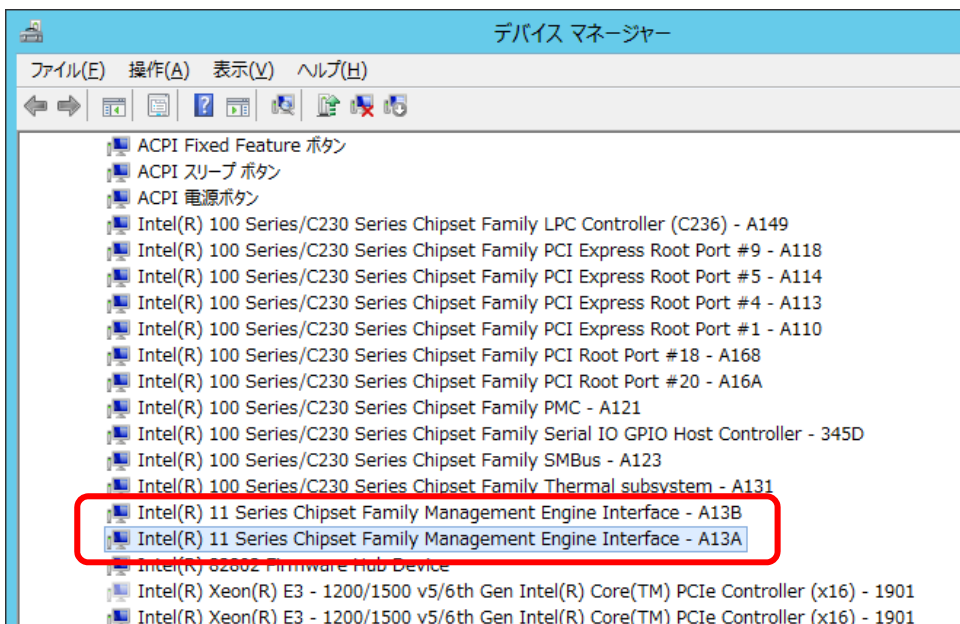 デバイス マネージャー
ファイル(F) 操作(A) 表示(V) ヘルプ(H)
ACPI Fixed Feature ボタン
ACPI スリープ ボタン
ACPI 電源ボタン
Intel(R) 100 Series/C230 Series Chipset Family LPC Controller (C236) - A149
Intel(R) 100 Series/C230 Series Chipset Family PCI Express Root Port #9 - A118
Intel(R) 100 Series/C230 Series Chipset Family PCI Express Root Port #5 - A114
Intel(R) 100 Series/C230 Series Chipset Family PCI Express Root Port #4 - A113
Intel(R) 100 Series/C230 Series Chipset Family PCI Express Root Port #1 - A110
Intel(R) 100 Series/C230 Series Chipset Family PCI Root Port #18 - A168
Intel(R) 100 Series/C230 Series Chipset Family PCI Root Port #20 - A16A
Intel(R) 100 Series/C230 Series Chipset Family PMC - A121
Intel(R) 100 Series/C230 Series Chipset Family Serial IO GPIO Host Controller - 345D
Intel(R) 100 Series/C230 Series Chipset Family SMBus - A123
Intel(R) 100 Series/C230 Series Chipset Family Thermal subsystem - A131
Intel(R) 11 Series Chipset Family Management Engine Interface - A13B
Intel(R) 11 Series Chipset Family Management Engine Interface - A13A
Intel(R) 82802 Firmware Hub Device
Intel(R) Xeon(R) E3 - 1200/1500 v5/6th Gen Intel(R) Core(TM) PCIe Controller (x16) - 1901
Intel(R) Xeon(R) E3 - 1200/1500 v5/6th Gen Intel(R) Core(TM) PCIe Controller (x16) - 1901